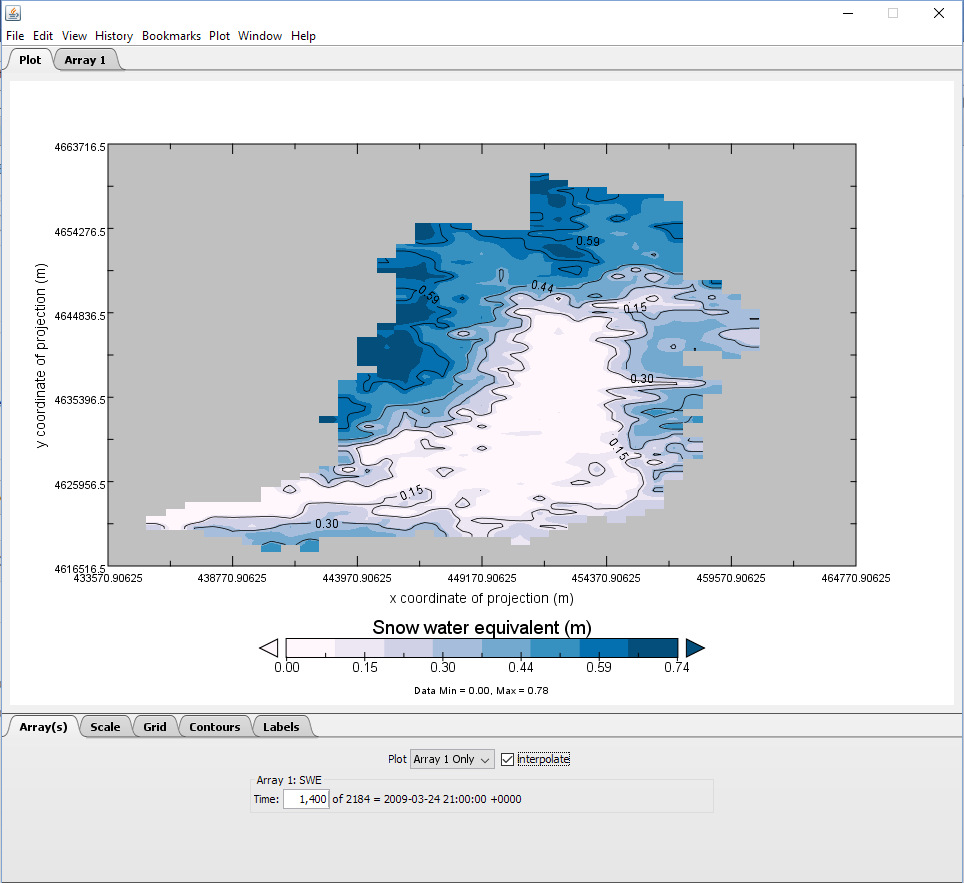 File Edit View History Bookmarks Plot Window Help
Plot Array 1
4663716.5
4654276.5
4644836.5
4635396.5
4625956.5
4616516.5
y coordinate of projection (m)
0.59
0.44
0.59
0.15
0.30
0.15
0.15
0.30
433570.90625 438770.90625 443970.90625 449170.90625 454370.90625 459570.90625 464770.90625
x coordinate of projection (m)
Snow water equivalent (m)
0.00 0.15 0.30 0.44 0.59 0.74
Data Min = 0.00, Max = 0.78
Array(s) Scale Grid Contours Labels
Plot Array 1 Only Interpolate
Array 1: SWE
Time: 1,400 of 2184 = 2009-03-24 21:00:00 +0000